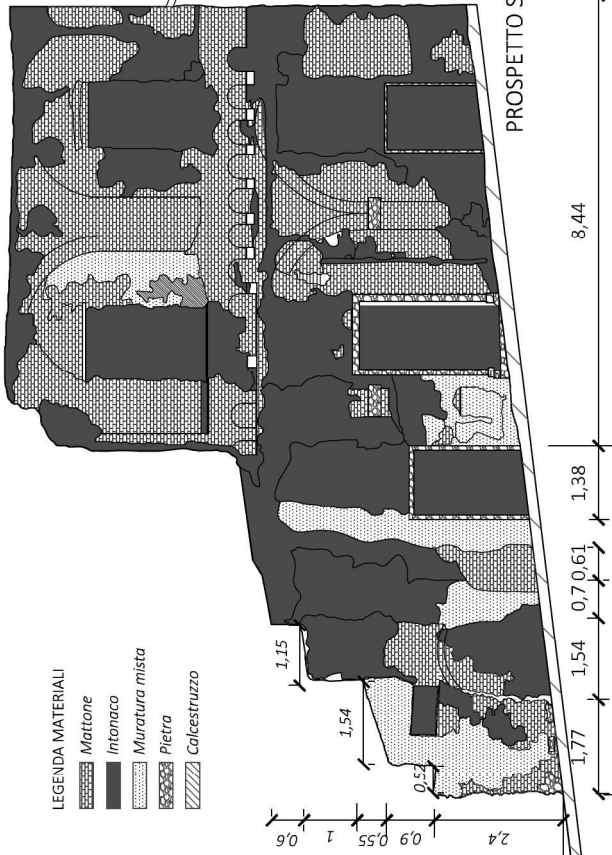 LEGENDA MATERIALI
Mattone
Intonaco
Muratura mista
Pietra
Calcestruzzo
1,15
1,54
0,52
0,6
1
0,55
0,9
2,4
1,77
1,54
0,7
0,61
1,38
8,44
PROSPETTO S